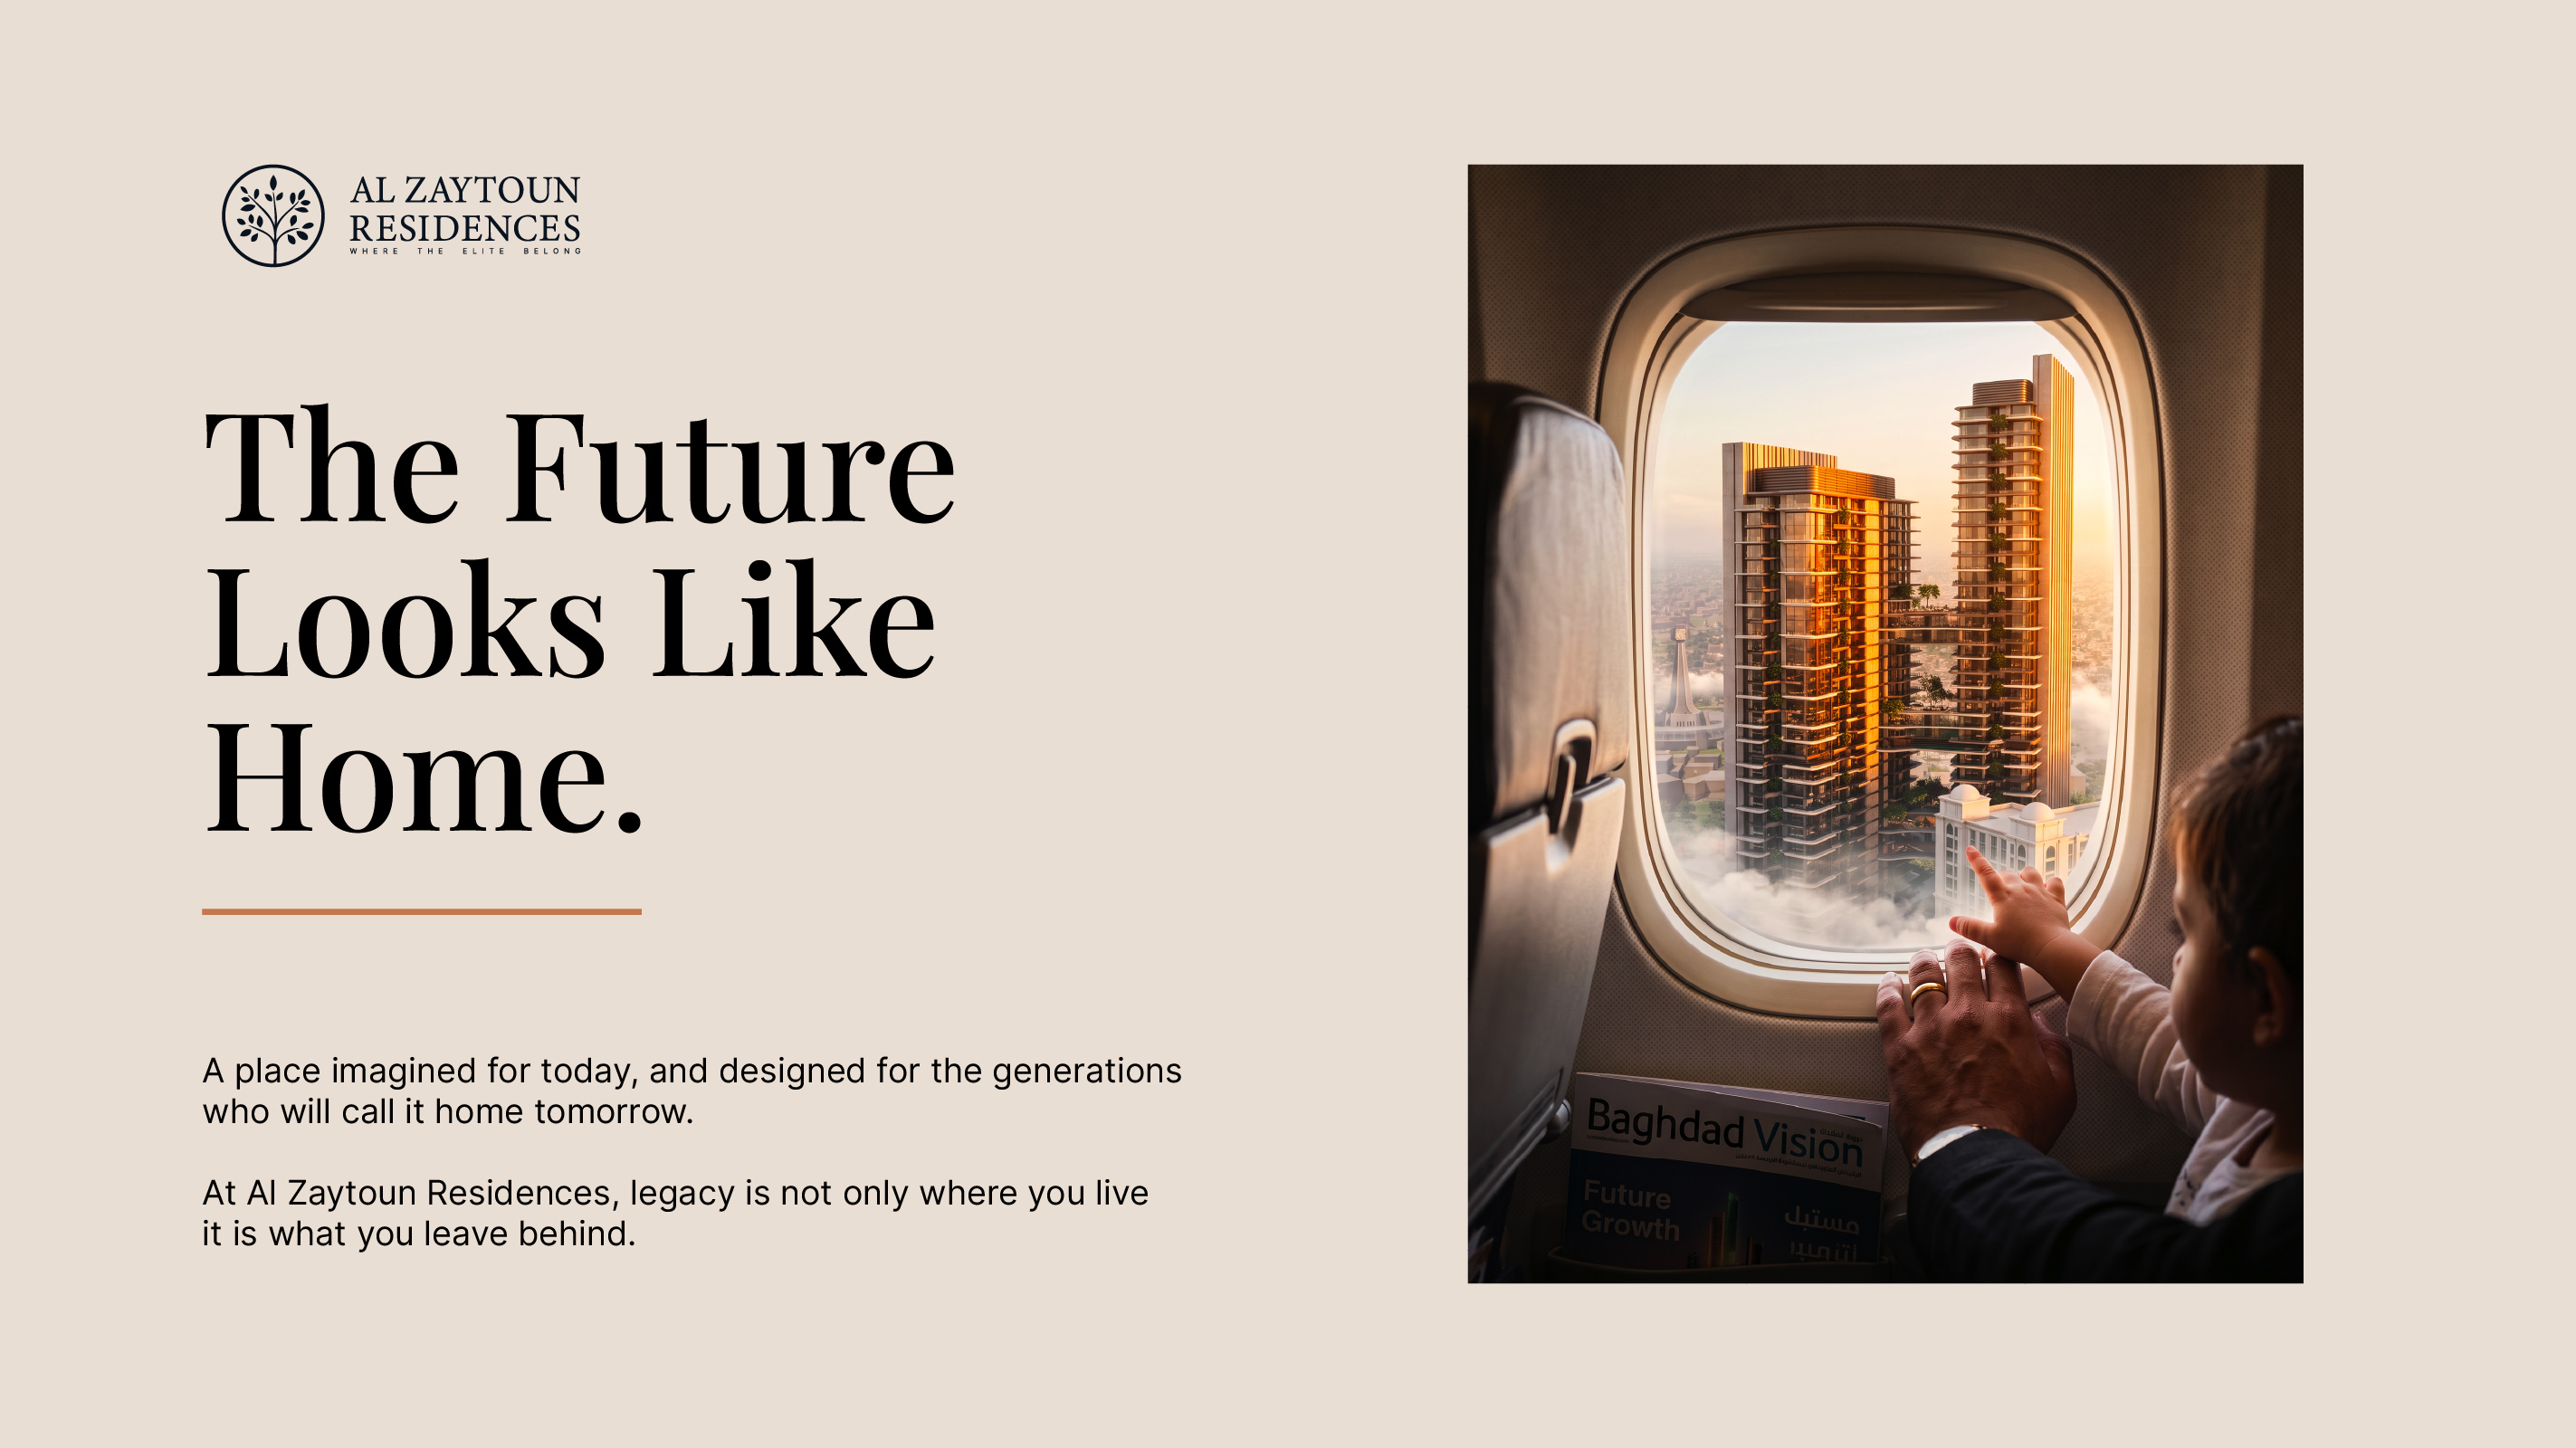 AL ZAYTOUN
RESIDENCES
WHERE THE ELITE BELONG
The Future
Looks Like
Home.
A place imagined for today, and designed for the generations
who will call it home tomorrow.
At Al Zaytoun Residences, legacy is not only where you live
it is what you leave behind.
Baghdad Vision
Future
Growth
مستبل